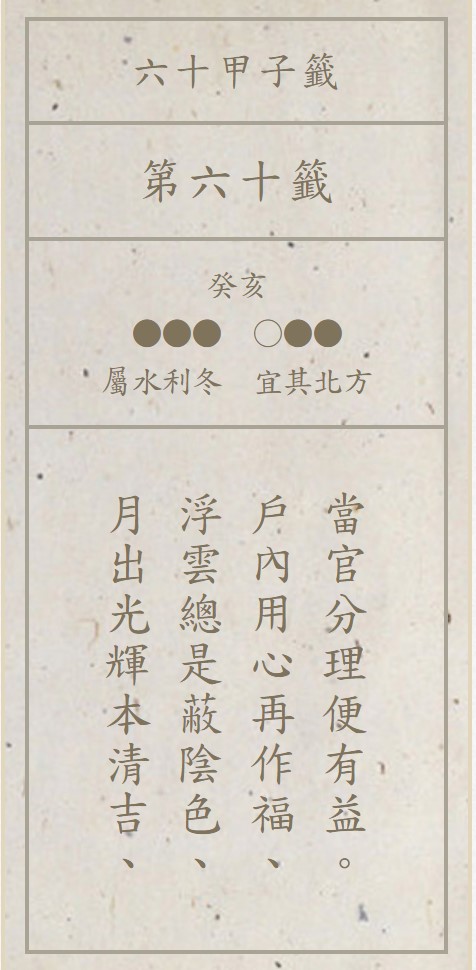 六十甲子籤
第六十籤
癸亥
●●● ○●●
屬水利冬 宜其北方
月出光輝本清吉、
浮雲總是蔽陰色、
戶內用心再作福、
當官分理便有益。